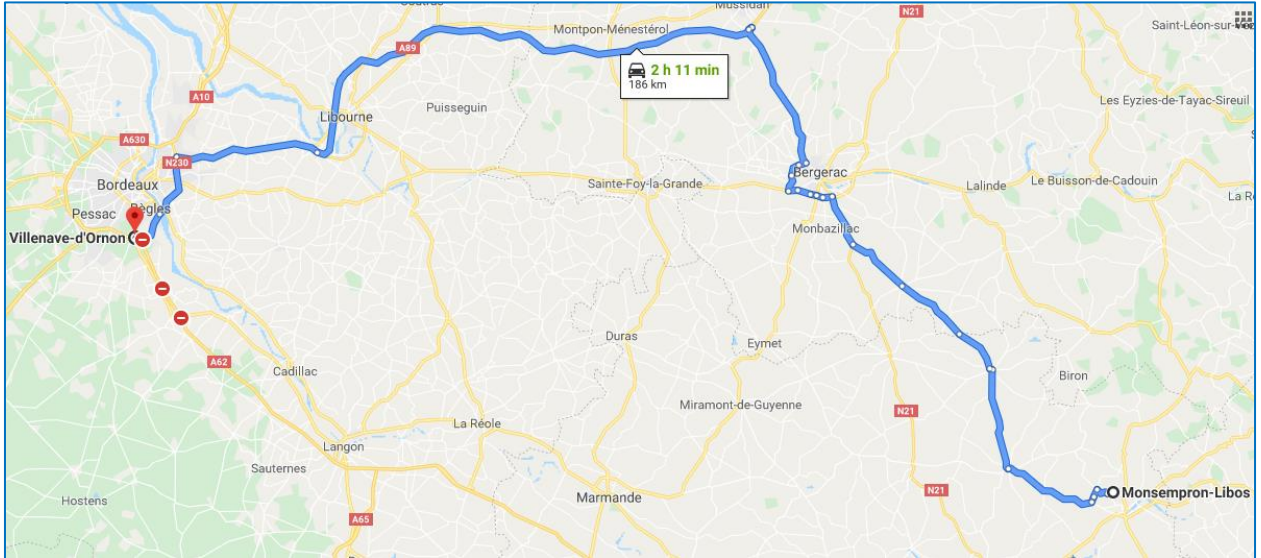 Coutras
Mussidan
N21
Saint-Léon-sur-Vézère
Montpon-Ménestérol
A89
2 h 11 min
186 km
A10
Puisseguin
Les Eyzies-de-Tayac-Sireuil
Libourne
A630
N230
Bordeaux
Bergerac
Sainte-Foy-la-Grande
Lalinde
Le Buisson-de-Cadouin
La R
Pessac
Bègles
Monbazillac
Villenave-d'Ornon
Duras
Eymet
A62
Cadillac
Biron
Miramont-de-Guyenne
N21
La Réole
Langon
Sauternes
N21
Monsempron-Libos
Marmande
Hostens
A65